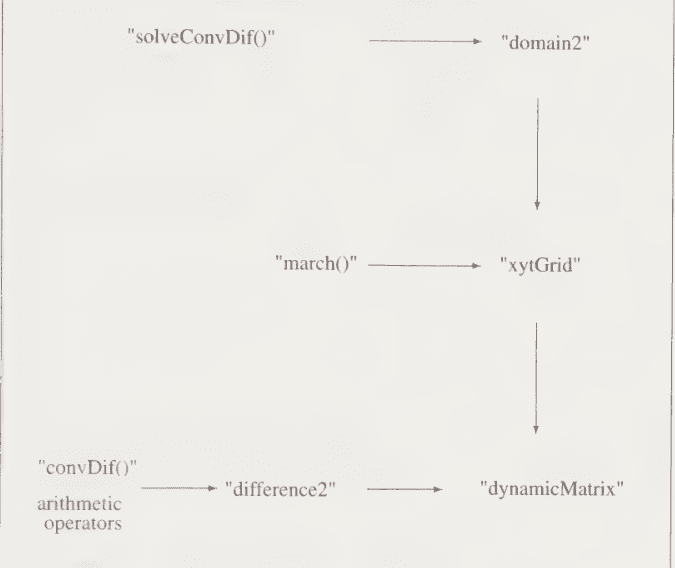 "solveConvDif()"
"domain2"
"march()"
"xytGrid"
"convDif()"
arithmetic
operators
"difference2"
"dynamicMatrix"